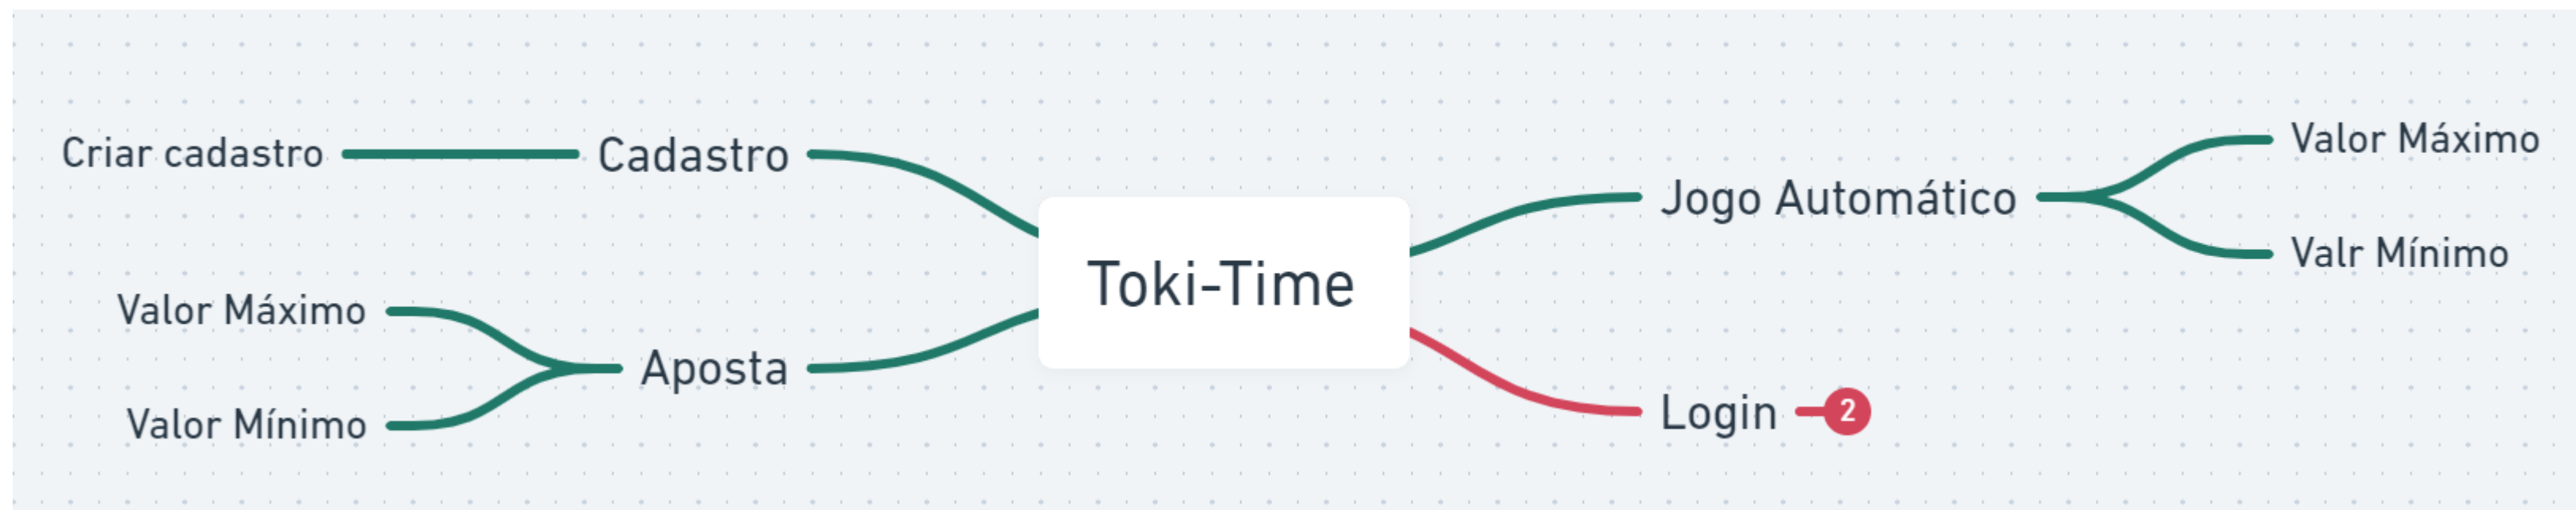 Criar cadastro
Cadastro
Valor Máximo
Valor Mínimo
Aposta
Toki-Time
Jogo Automático
Valor Máximo
Valr Mínimo
Login
2